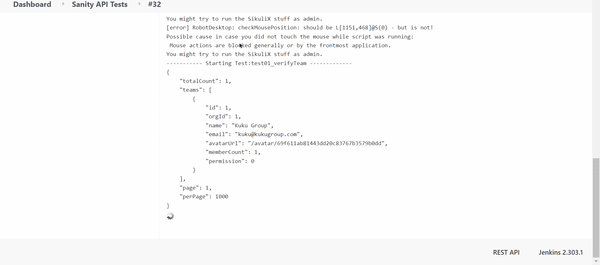 Dashboard > Sanity API Tests > #32
You might try to run the SikuliX stuff as admin.
[error] RobotDesktop: checkMousePosition: should be L[1151,468]@S(0) - but is not!
Possible cause in case you did not touch the mouse while script was running:
Mouse actions are blocked generally or by the frontmost application.
You might try to run the SikuliX stuff as admin.
----------- Starting Test:test01_verifyTeam -------------
{
"totalCount": 1,
"teams": [
{
"id": 1,
"orgId": 1,
"name": "Kuku Group",
"email": "kuku@kukugroup.com",
"avatarUrl": "/avatar/69f611ab81443dd20c83767b3579b0dd",
"memberCount": 1,
"permission": 0
}
],
"page": 1,
"perPage": 1000
}
REST API Jenkins 2.303.1